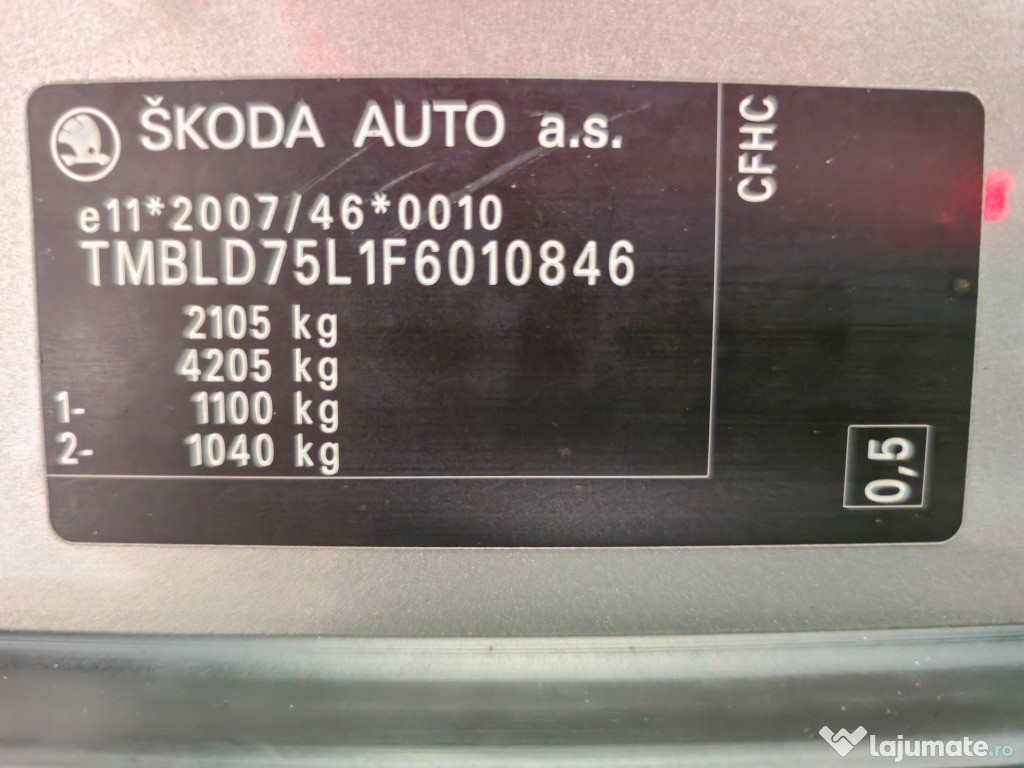 ŠKODA AUTO a.s.
e11*2007/46*0010
TMBLD75L1F6010846
2105 kg
4205 kg
1- 1100 kg
2- 1040 kg
CFHC
0,5
lajumate.ro